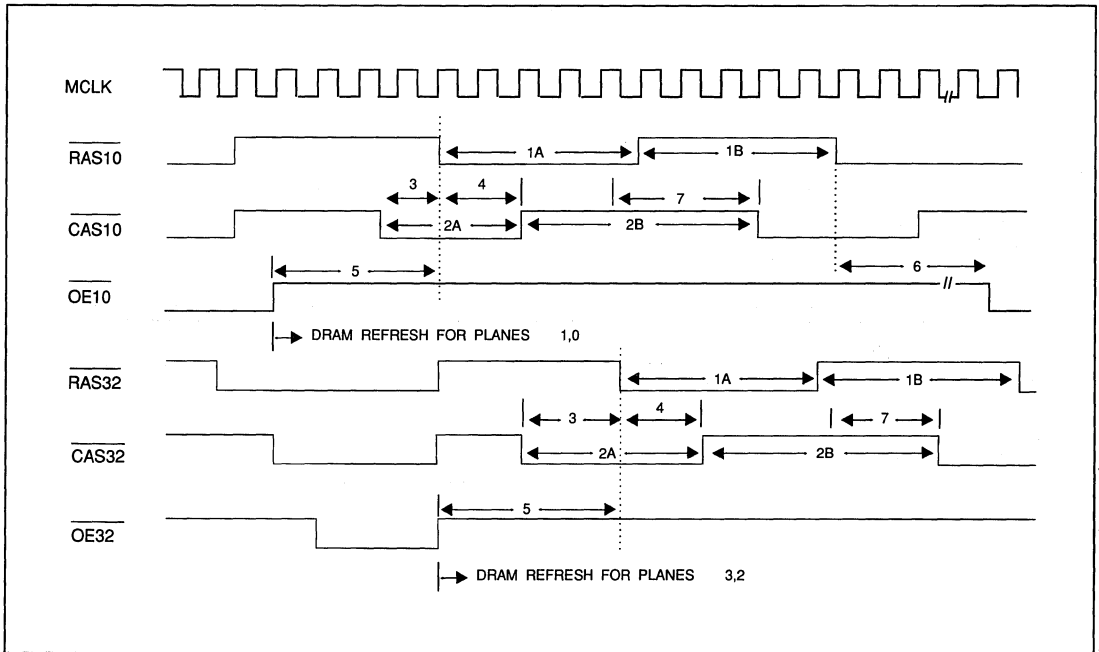 MCLK
RAS10
1A 1B
3 4 7
CAS10
2A 2B
5 6
OE10
//
//
DRAM REFRESH FOR PLANES 1,0
RAS32
1A 1B
3 4 7
CAS32
2A 2B
5
OE32
DRAM REFRESH FOR PLANES 3,2